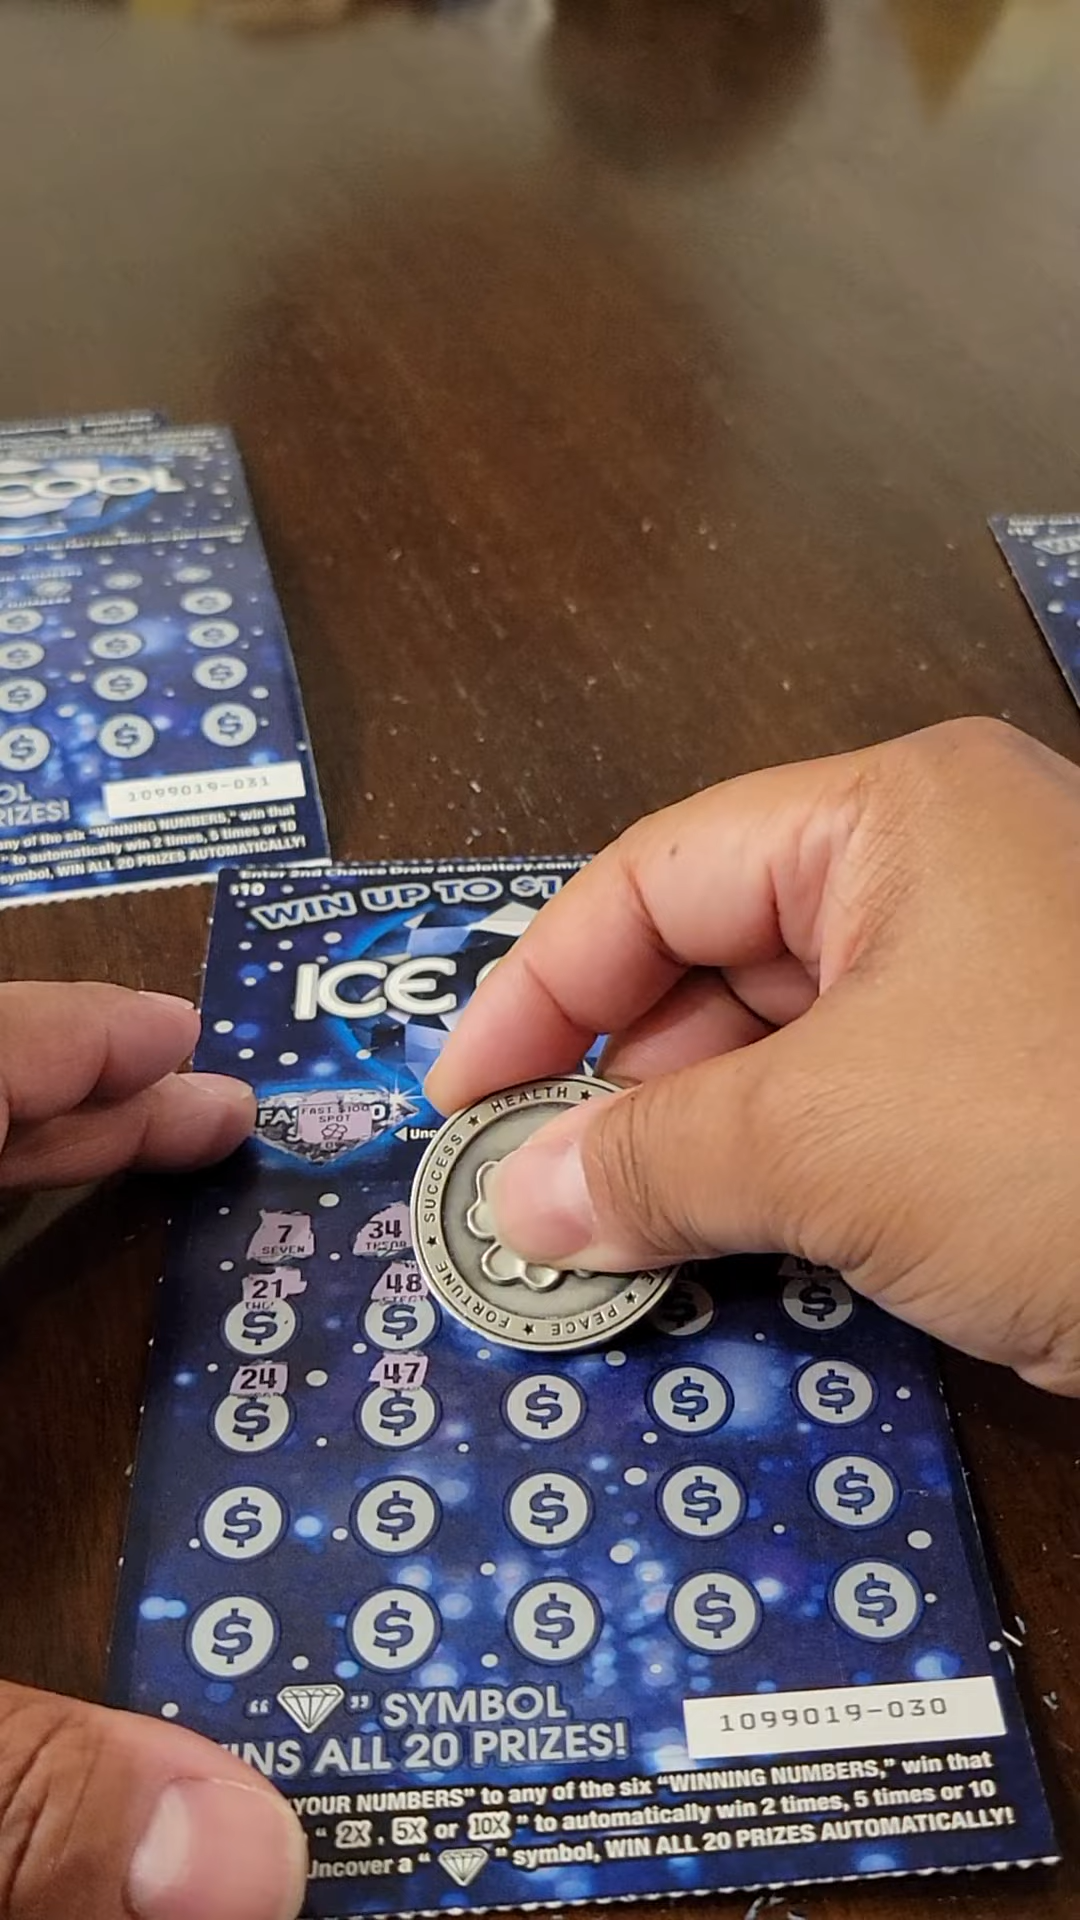 COOL
1099019-031
OL
RIZES!
any of the six "WINNING NUMBERS," win that
" to automatically win 2 times, 5 times or 10
symbol, WIN ALL 20 PRIZES AUTOMATICALLY!
Enter 2nd Chance Draw at calottery.com/
$10
WIN UP TO $1
ICE
FAST $100
SPOT
Unc
HEALTH ★
★ PEACE ★ FORTUNE ★ SUCCESS ★
7 34
SEVEN
21 48
24 47
" " SYMBOL
INS ALL 20 PRIZES!
1099019-030
YOUR NUMBERS" to any of the six "WINNING NUMBERS," win that
" 2X , 5X or 10X " to automatically win 2 times, 5 times or 10
Uncover a " " symbol, WIN ALL 20 PRIZES AUTOMATICALLY!